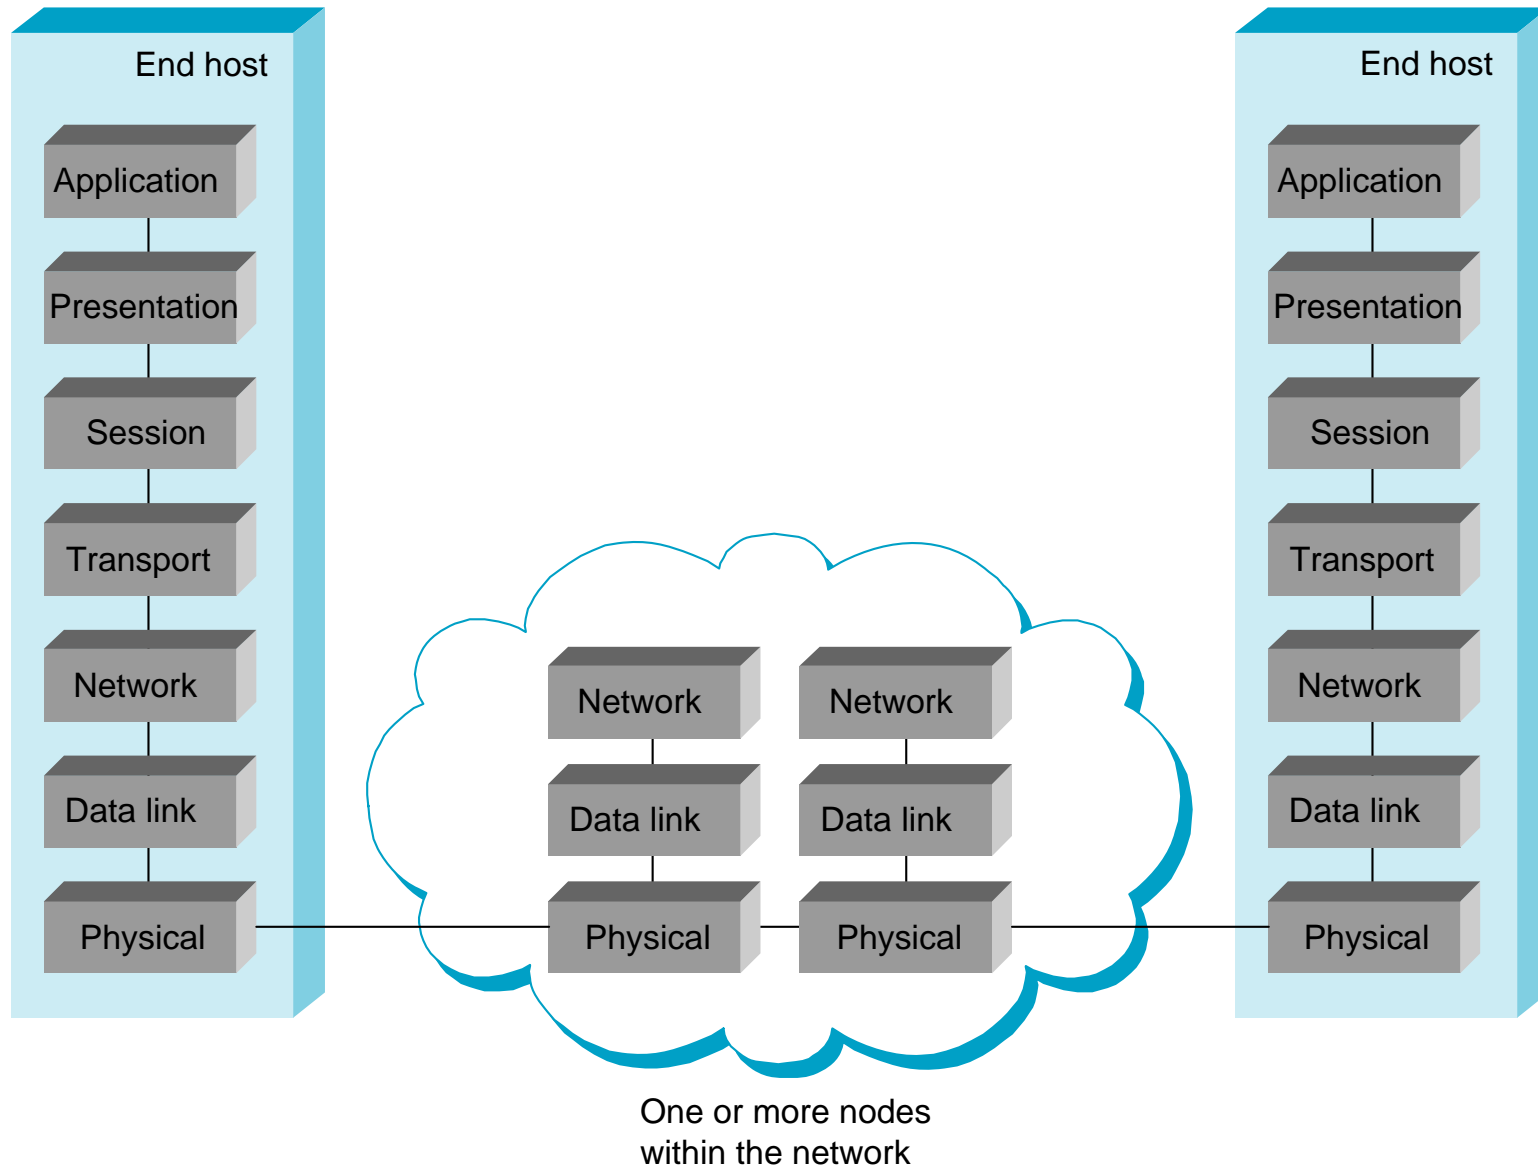 End host
Application
Presentation
Session
Transport
Network
Data link
Physical
Network
Data link
Physical
Network
Data link
Physical
End host
Application
Presentation
Session
Transport
Network
Data link
Physical
One or more nodes
within the network